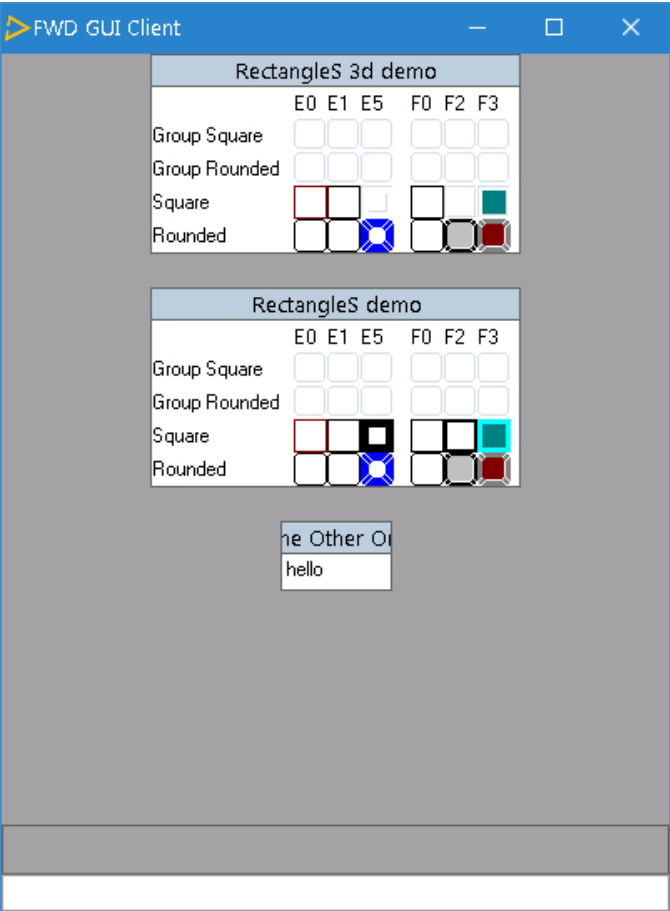 FWD GUI Client
RectangleS 3d demo
E0 E1 E5 F0 F2 F3
Group Square
Group Rounded
Square
Rounded
RectangleS demo
E0 E1 E5 F0 F2 F3
Group Square
Group Rounded
Square
Rounded
he Other O
hello